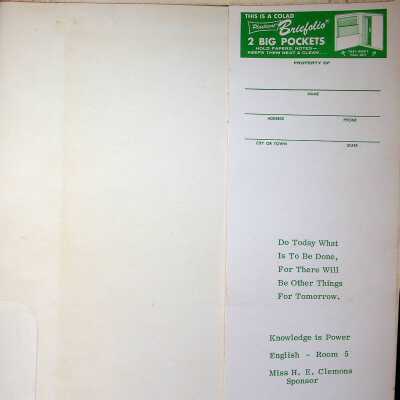 THIS IS A COLAD
"Briefolio"
2 BIG POCKETS
HOLD PAPERS, NOTES—
KEEPS THEM NEAT & CLEAN...
PROPERTY OF
NAME
ADDRESS PHONE
CITY OR TOWN STATE
Do Today What
Is To Be Done,
For There Will
Be Other Things
For Tomorrow.
Knowledge is Power
English - Room 5
Miss H. E. Clemons
Sponsor